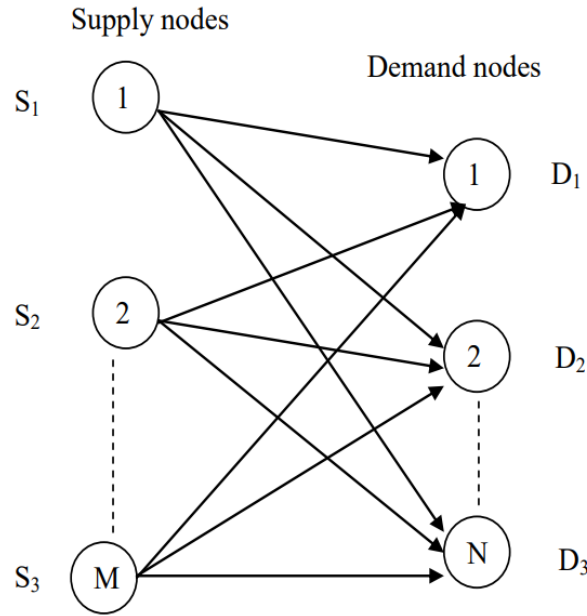 Supply nodes
Demand nodes
S₁ 1
1 D₁
S₂ 2
2 D₂
N D₃
S₃ M